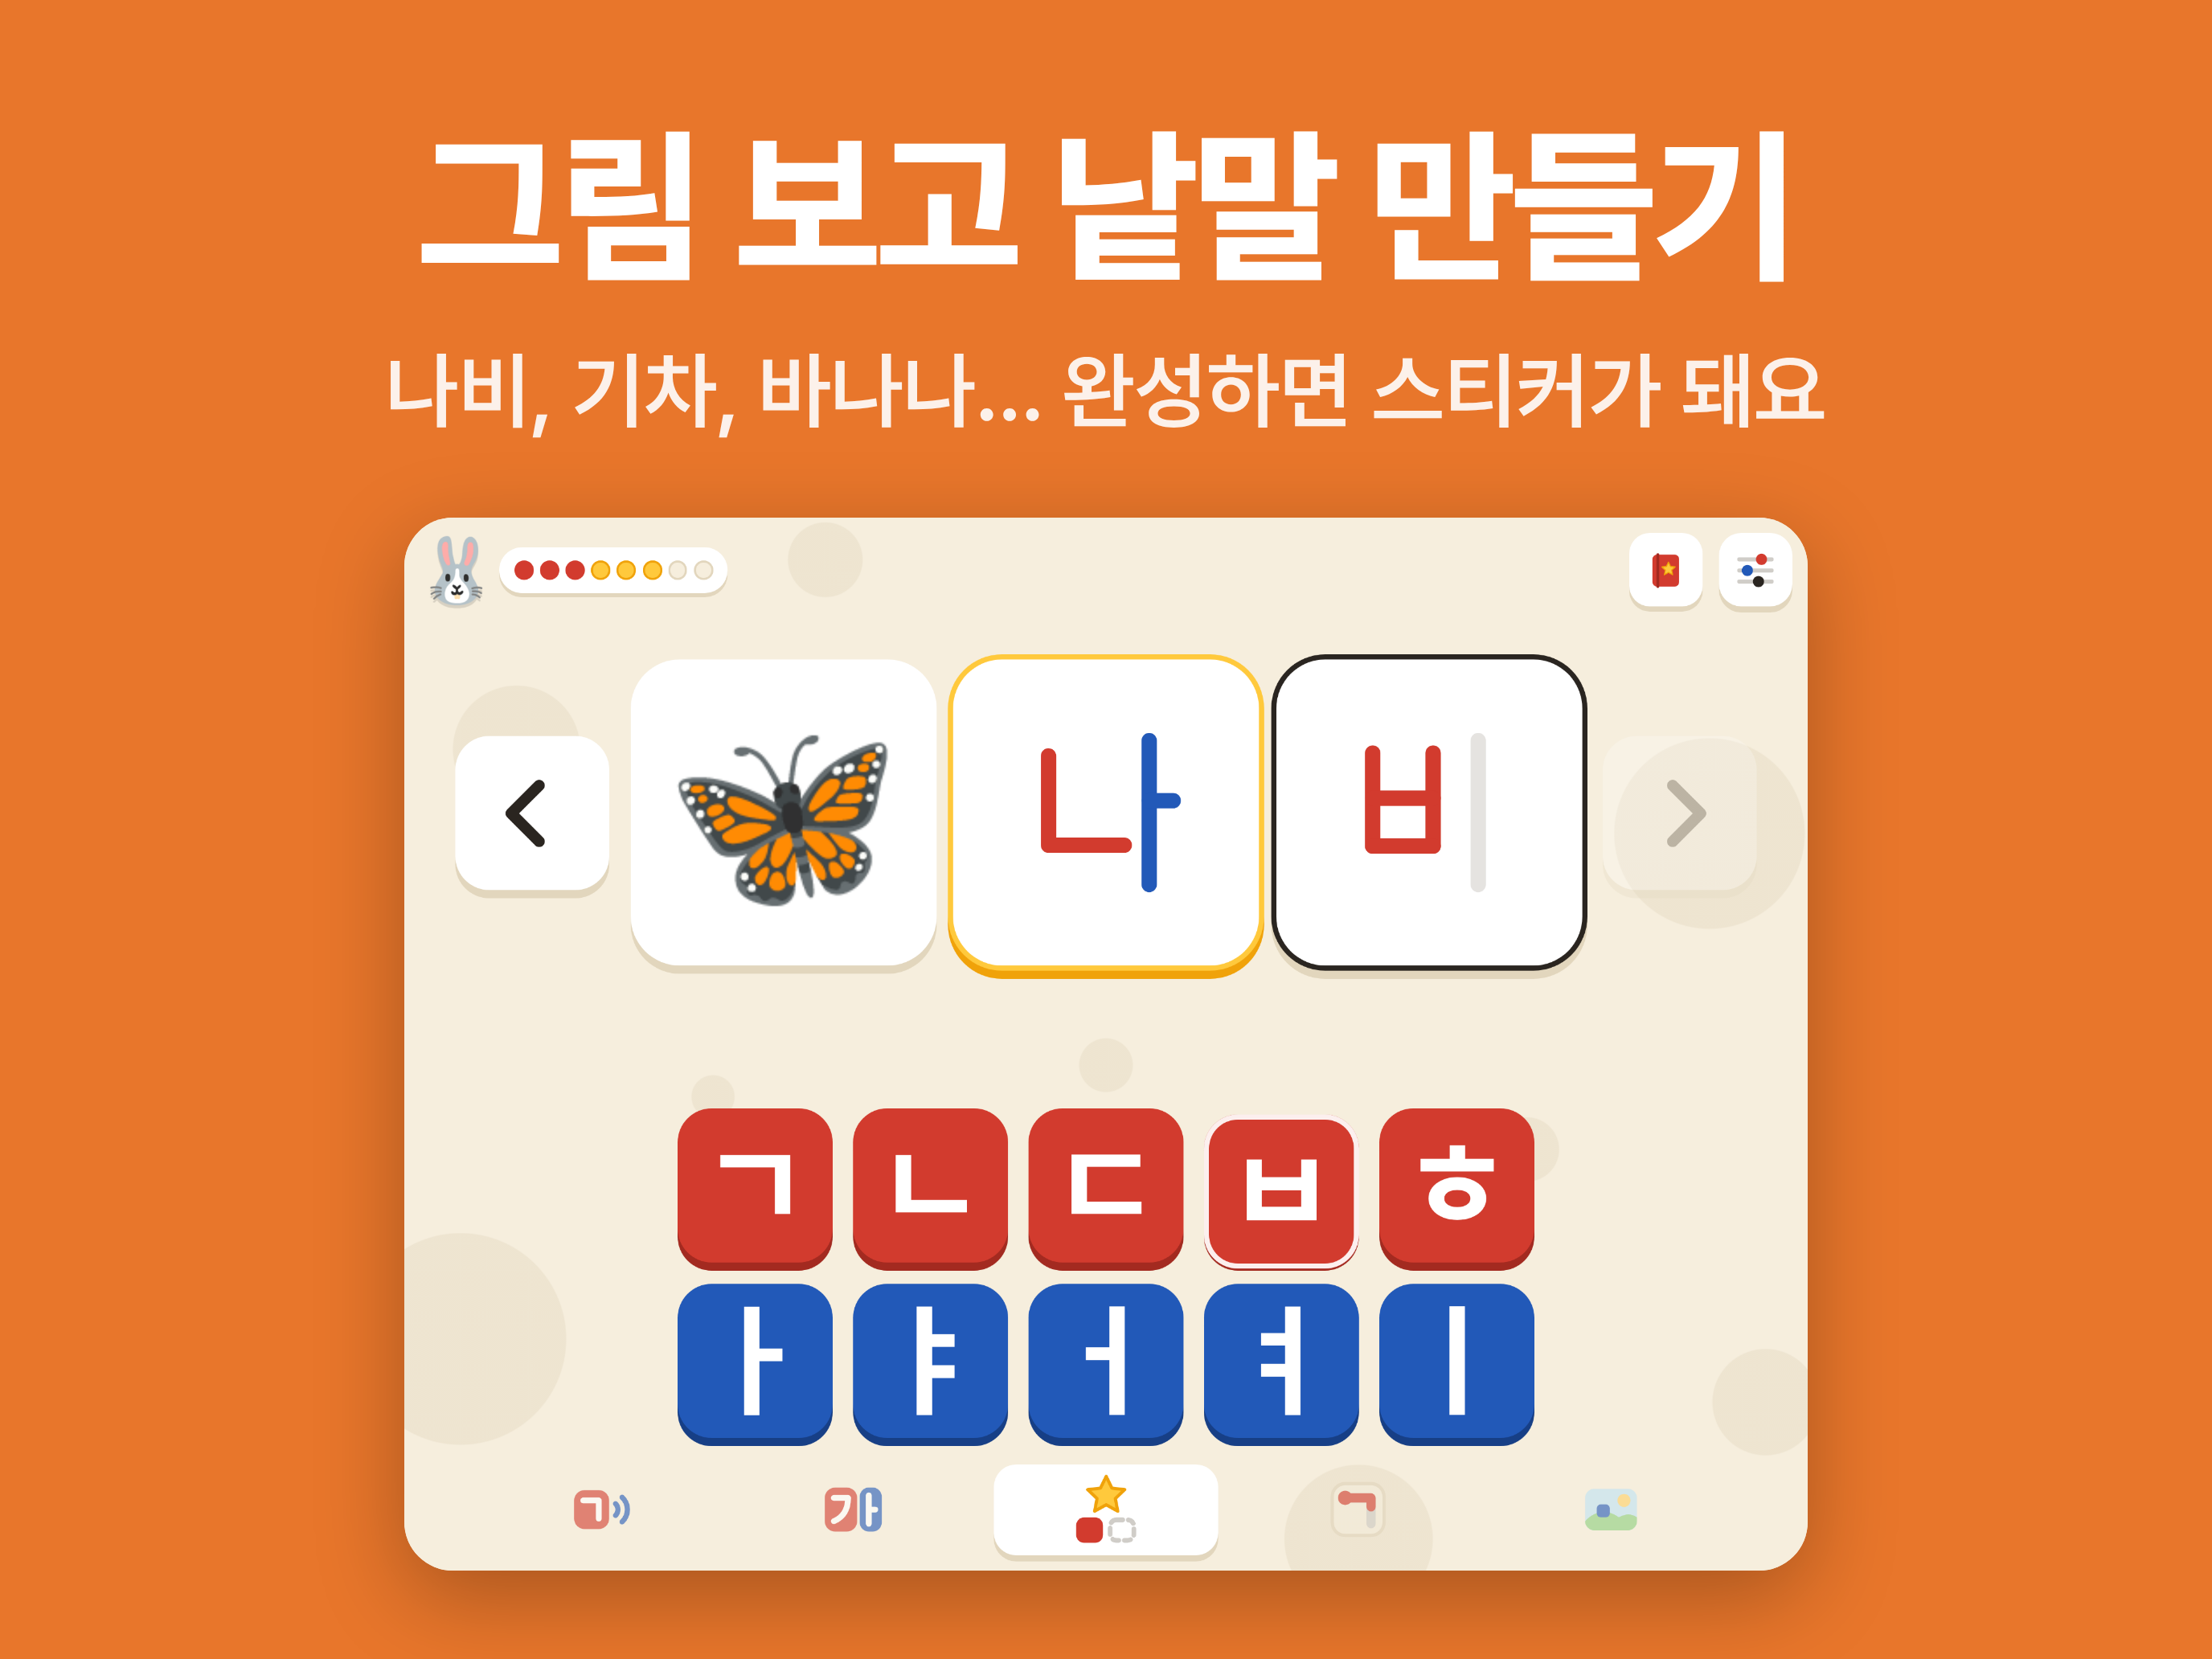 그림 보고 낱말 만들기
나비, 기차, 바나나... 완성하면 스티커가 돼요
나 비
ㄱ ㄴ ㄷ ㅂ ㅎ
ㅏ ㅑ ㅓ ㅕ ㅣ
ㄱ 가 ㄱ